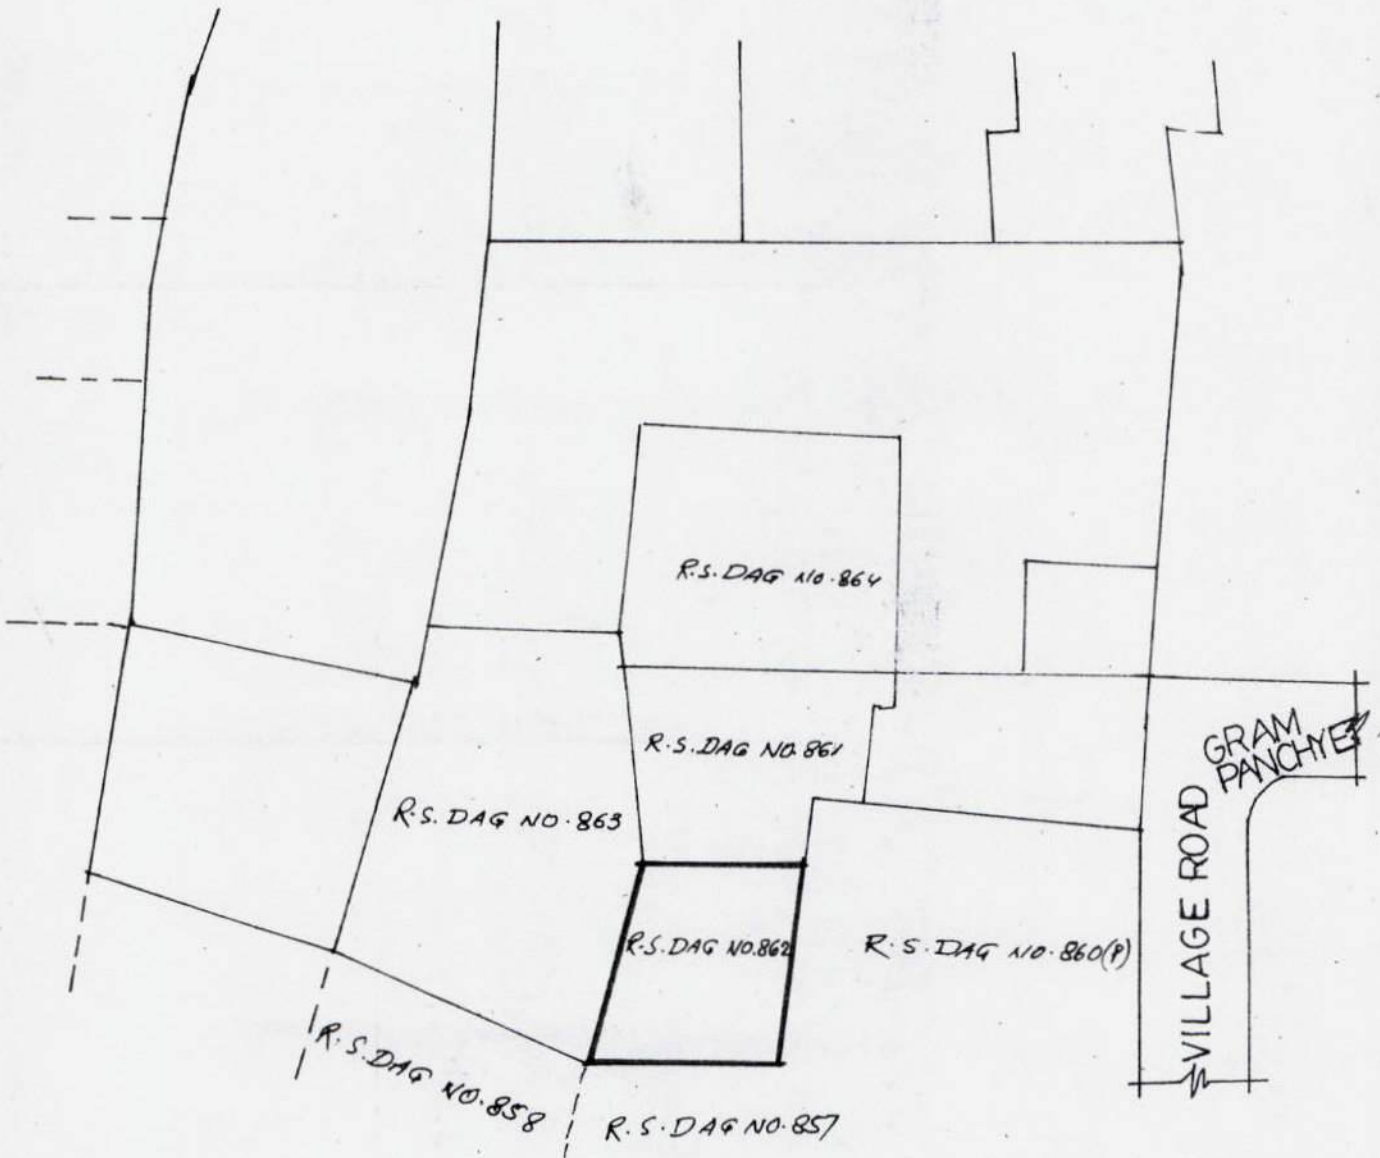 R.S. DAG NO. 864
R.S. DAG NO. 861
GRAM
PANCHYET
R.S. DAG NO. 863
VILLAGE ROAD
R.S. DAG NO. 862
R.S. DAG NO. 860(P)
R.S. DAG NO. 858
R.S. DAG NO. 857